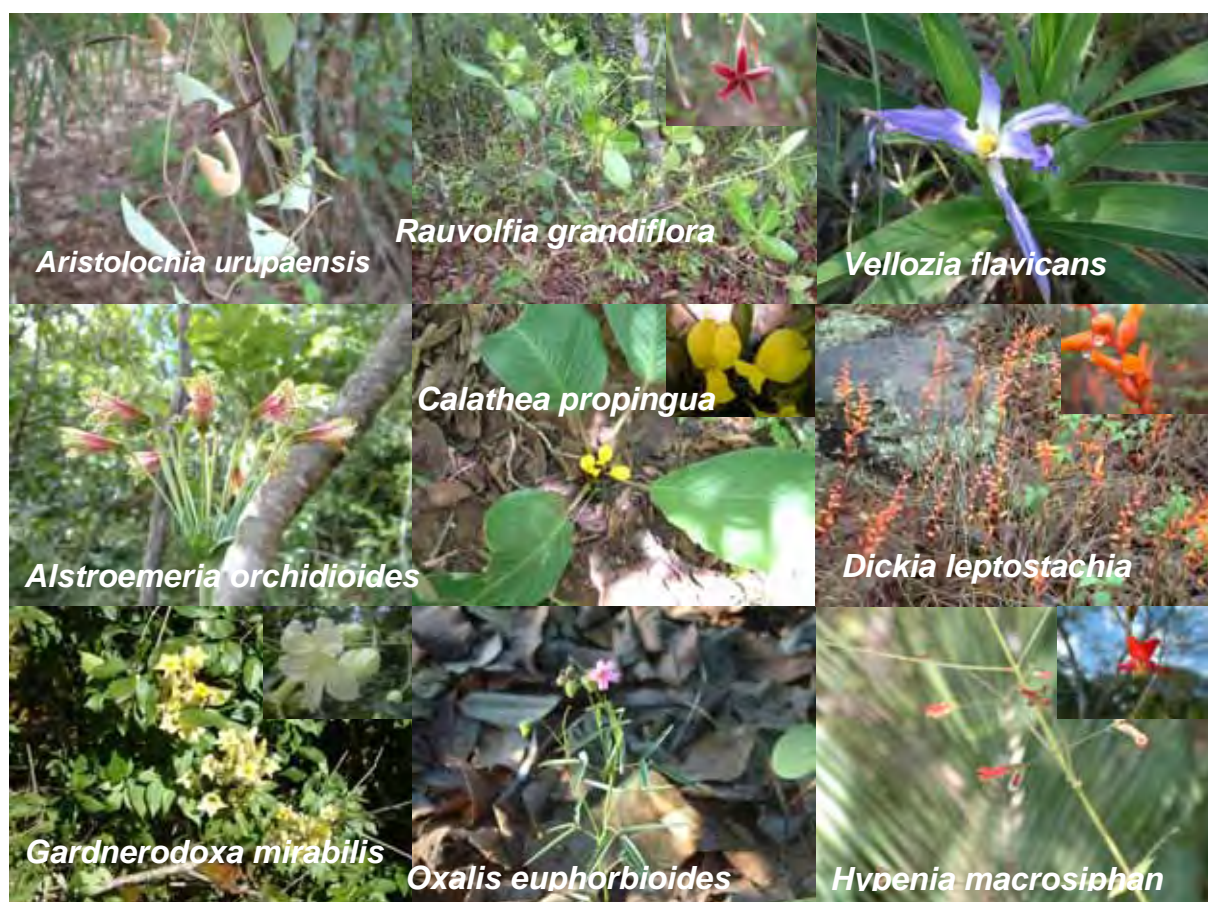 Aristolochia urupaensis
Rauvolfia grandiflora
Vellozia flavicans
Alstroemeria orchidioides
Calathea propingua
Dickia leptostachia
Gardnerodoxa mirabilis
Oxalis euphorbioides
Hypenia macrosiphan